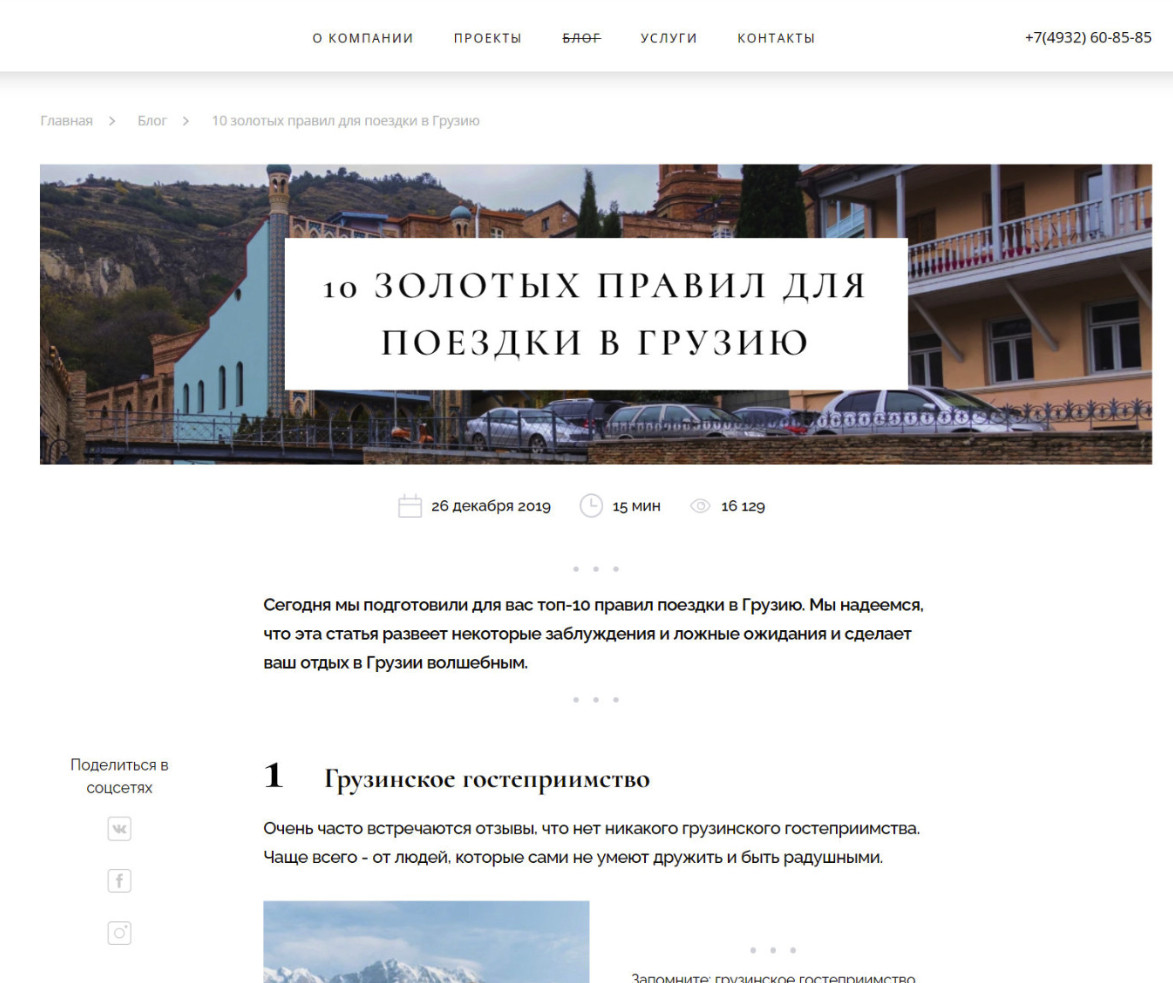 О КОМПАНИИ ПРОЕКТЫ БЛОГ УСЛУГИ КОНТАКТЫ +7(4932) 60-85-85
Главная > Блог > 10 золотых правил для поездки в Грузию
10 ЗОЛОТЫХ ПРАВИЛ ДЛЯ
ПОЕЗДКИ В ГРУЗИЮ
26 декабря 2019 15 мин 16 129
Сегодня мы подготовили для вас топ-10 правил поездки в Грузию. Мы надеемся,
что эта статья развеет некоторые заблуждения и ложные ожидания и сделает
ваш отдых в Грузии волшебным.
Поделиться в
соцсетях
1 Грузинское гостеприимство
Очень часто встречаются отзывы, что нет никакого грузинского гостеприимства.
Чаще всего - от людей, которые сами не умеют дружить и быть радушными.
Запомните: грузинское гостеприимство